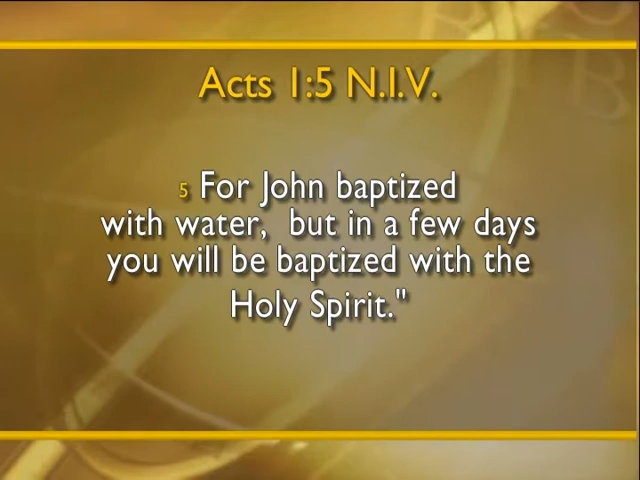 Acts 1:5 N.I.V.
5 For John baptized
with water,  but in a few days
you will be baptized with the
Holy Spirit."